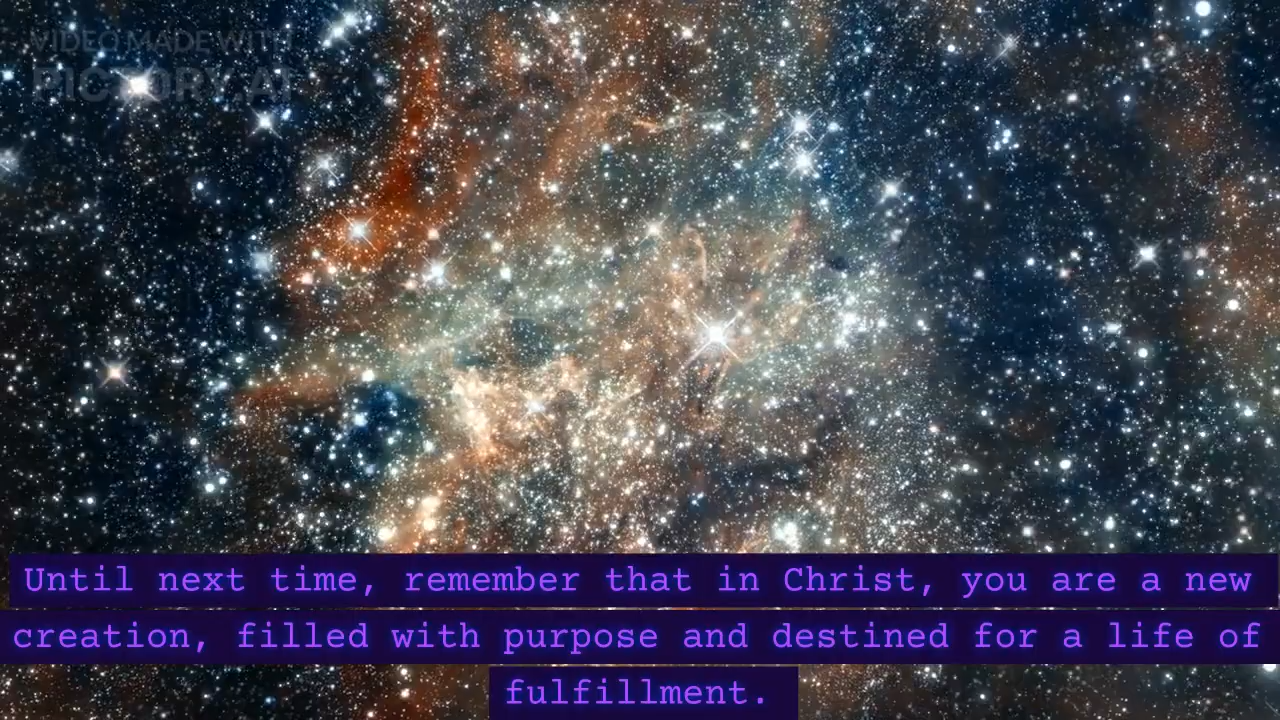 VIDEO MADE WITH
PICTORY.AI
Until next time, remember that in Christ, you are a new
creation, filled with purpose and destined for a life of
fulfillment.